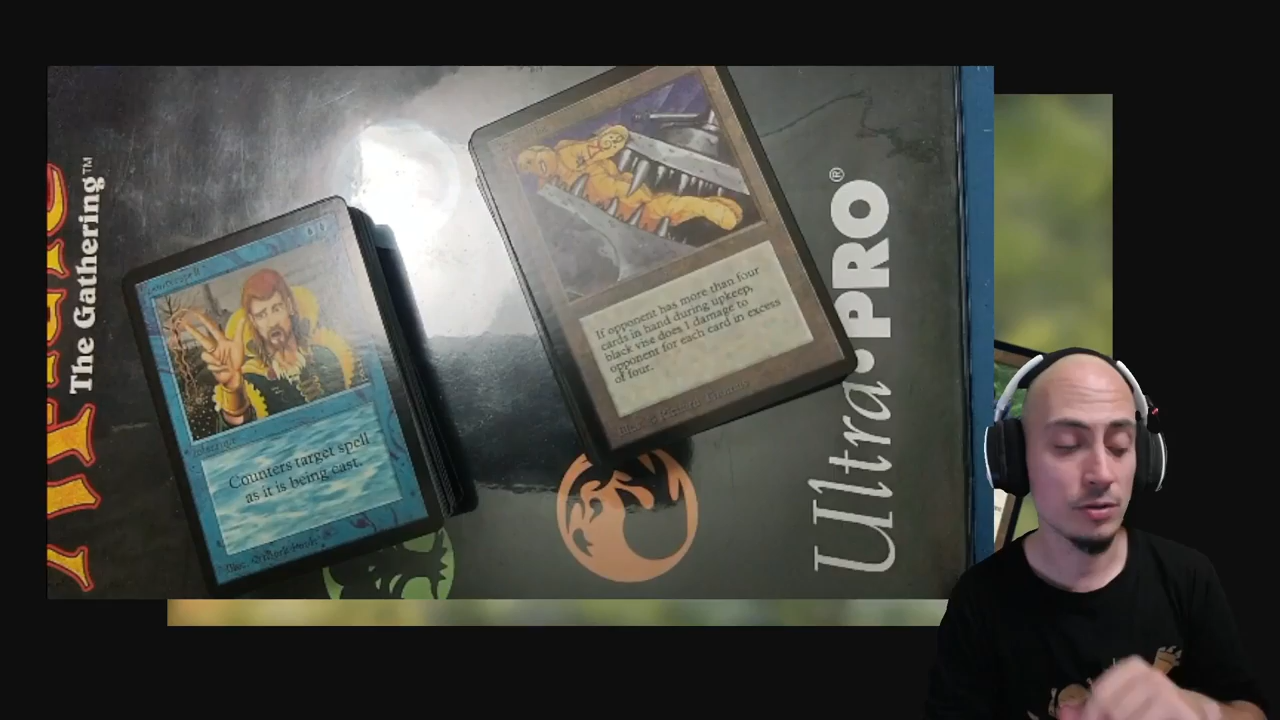 The Gathering™
Counterspell
Counters target spell
as it is being cast.
If opponent has more than four
cards in hand during upkeep,
black vise does 1 damage to
opponent for each card in excess
of four.
Ultra•PRO®